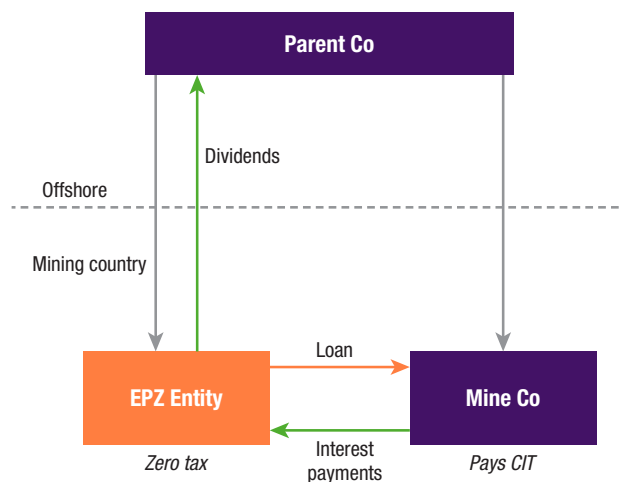 Parent Co
Dividends
Offshore
Mining country
Loan
EPZ Entity
Mine Co
Interest
payments
Zero tax
Pays CIT